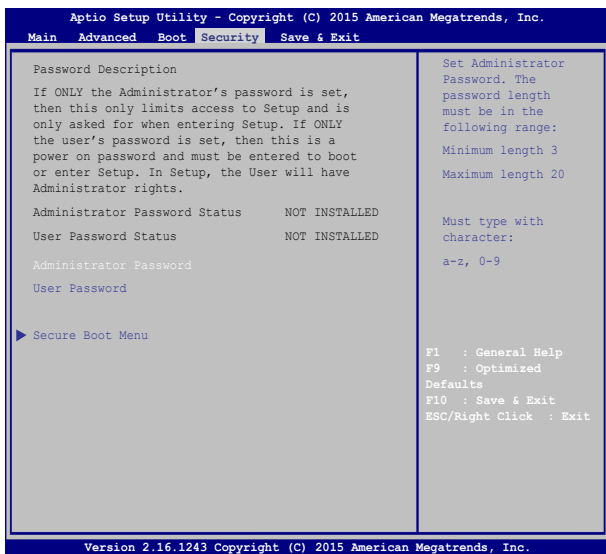 Aptio Setup Utility - Copyright (C) 2015 American Megatrends, Inc.
Main Advanced Boot Security Save & Exit
Password Description
If ONLY the Administrator's password is set,
then this only limits access to Setup and is
only asked for when entering Setup. If ONLY
the user's password is set, then this is a
power on password and must be entered to boot
or enter Setup. In Setup, the User will have
Administrator rights.
Administrator Password Status NOT INSTALLED
User Password Status NOT INSTALLED
Administrator Password
User Password
Secure Boot Menu
Set Administrator
Password. The
password length
must be in the
following range:
Minimum length 3
Maximum length 20
Must type with
character:
a-z, 0-9
F1 : General Help
F9 : Optimized
Defaults
F10 : Save & Exit
ESC/Right Click : Exit
Version 2.16.1243 Copyright (C) 2015 American Megatrends, Inc.